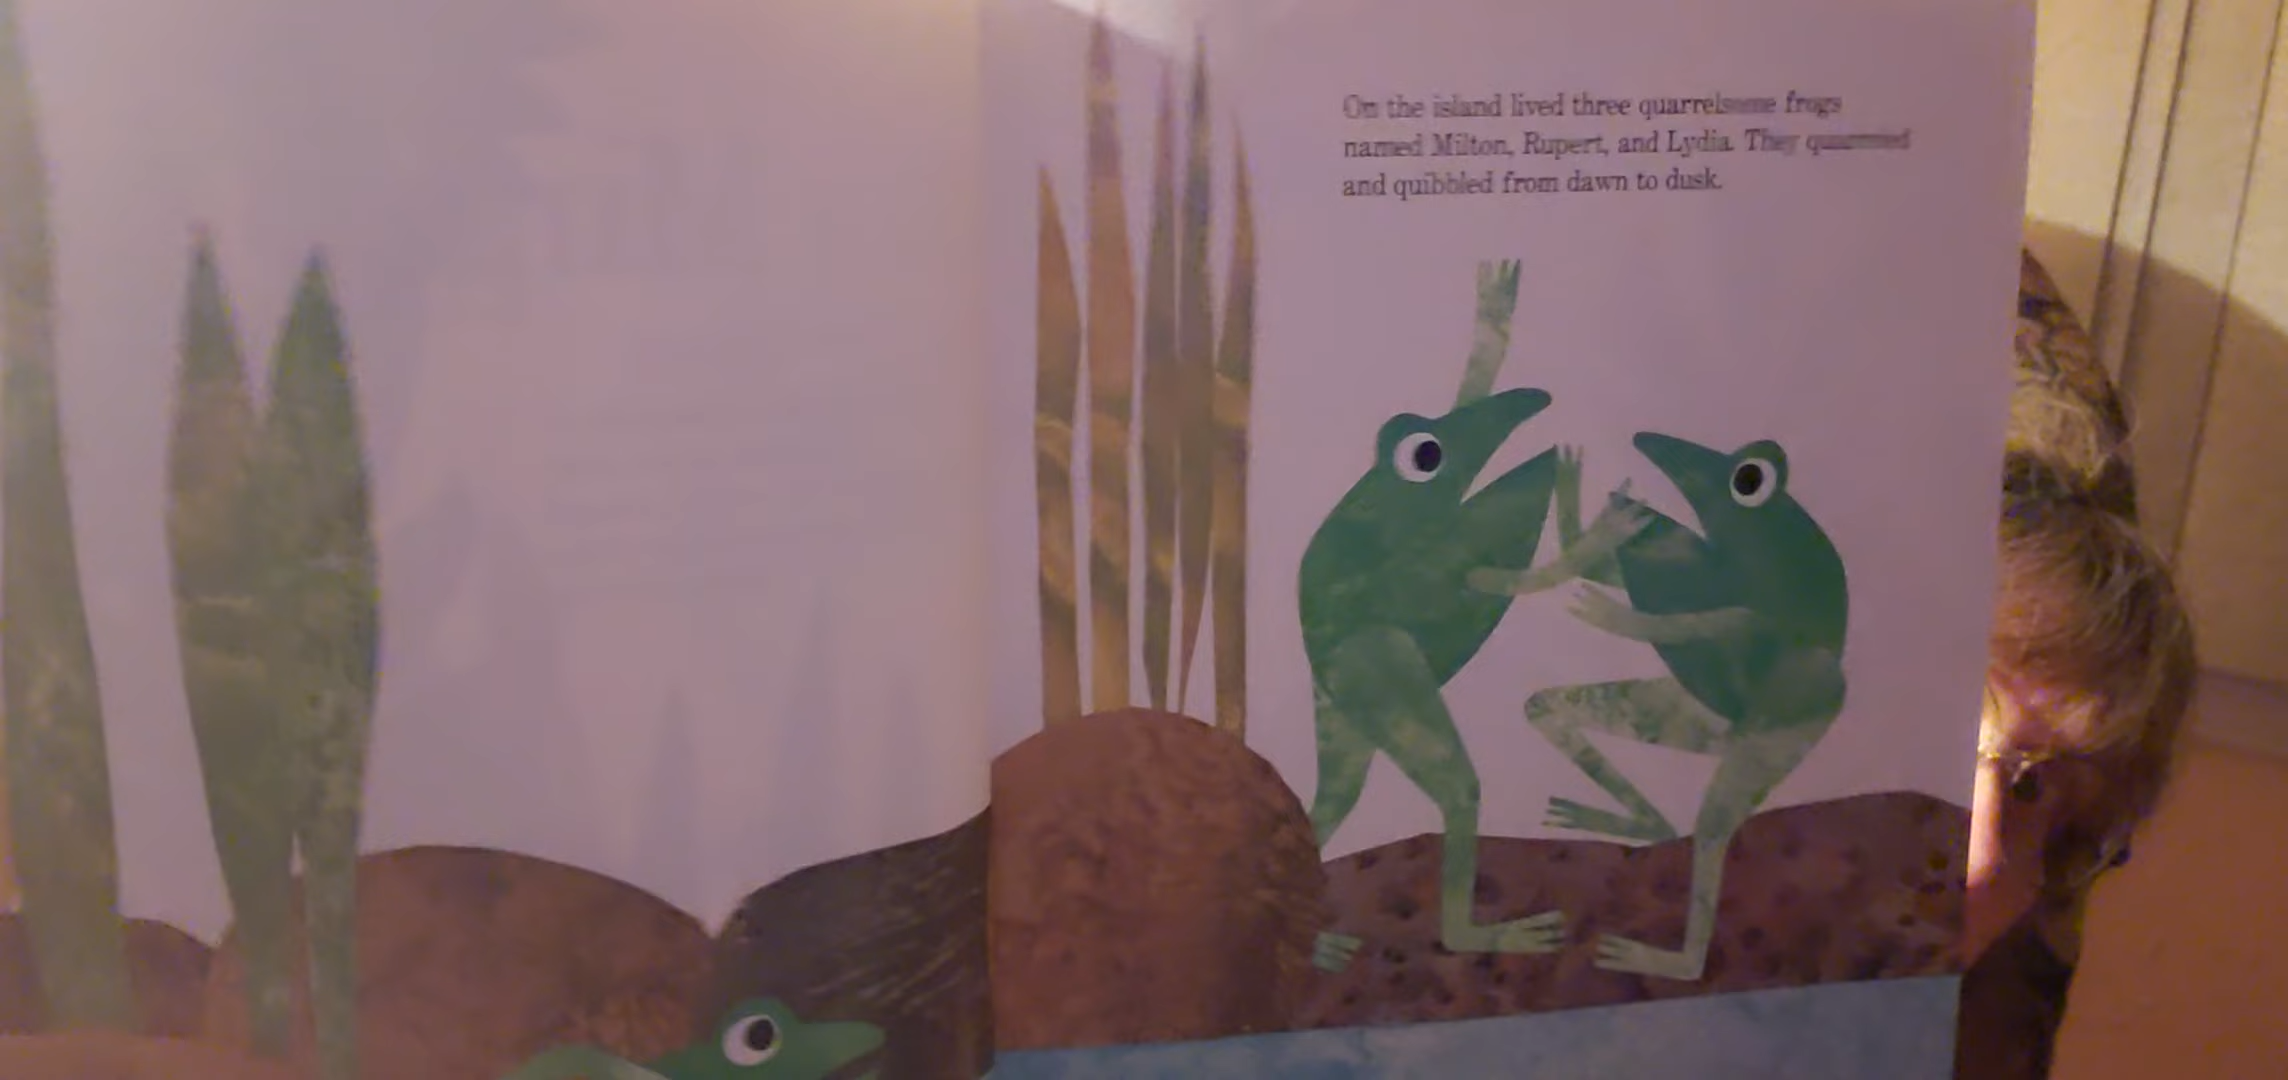 On the island lived three quarrelsome frogs
named Milton, Rupert, and Lydia. They quarreled
and quibbled from dawn to dusk.